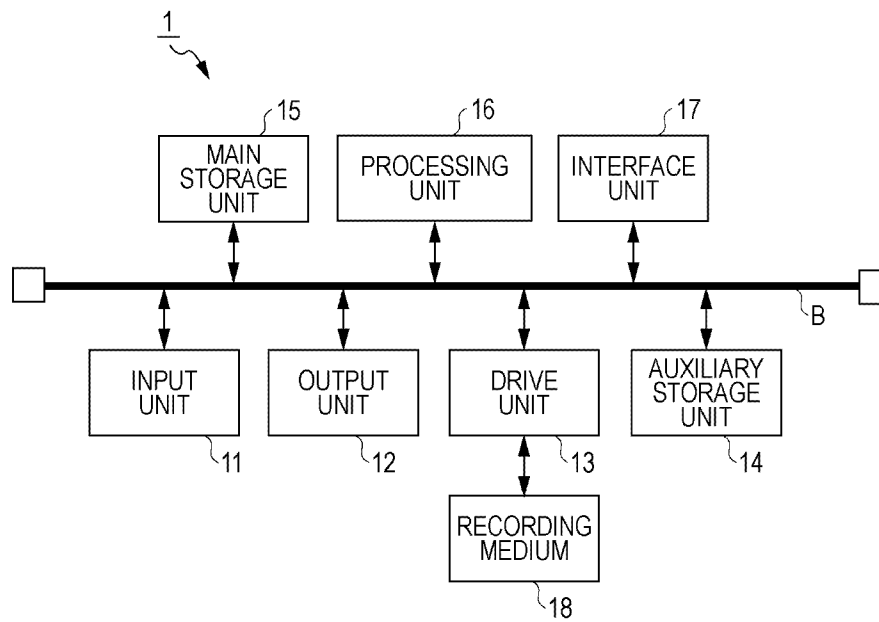 1
15
16
17
MAIN
STORAGE
UNIT
PROCESSING
UNIT
INTERFACE
UNIT
B
INPUT
UNIT
OUTPUT
UNIT
DRIVE
UNIT
AUXILIARY
STORAGE
UNIT
11
12
13
14
RECORDING
MEDIUM
18